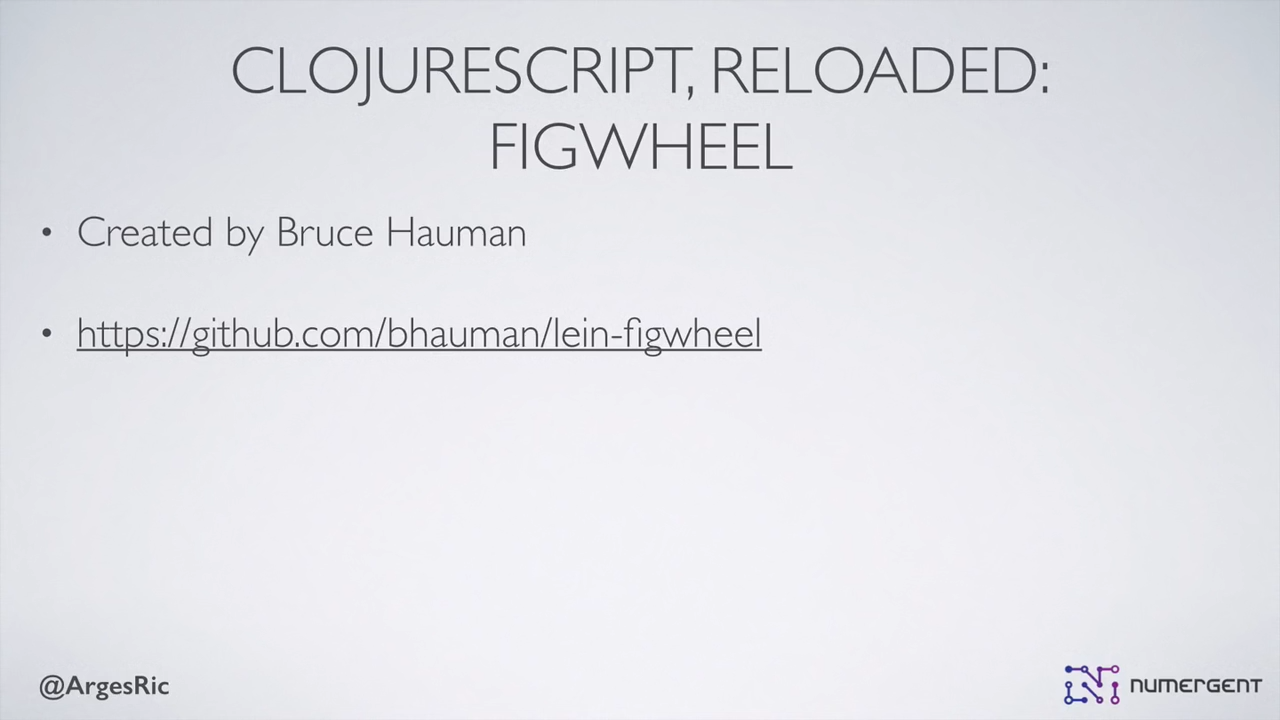 CLOJURESCRIPT, RELOADED:
FIGWHEEL
• Created by Bruce Hauman
• https://github.com/bhauman/lein-figwheel
@ArgesRic
NUMERGENT